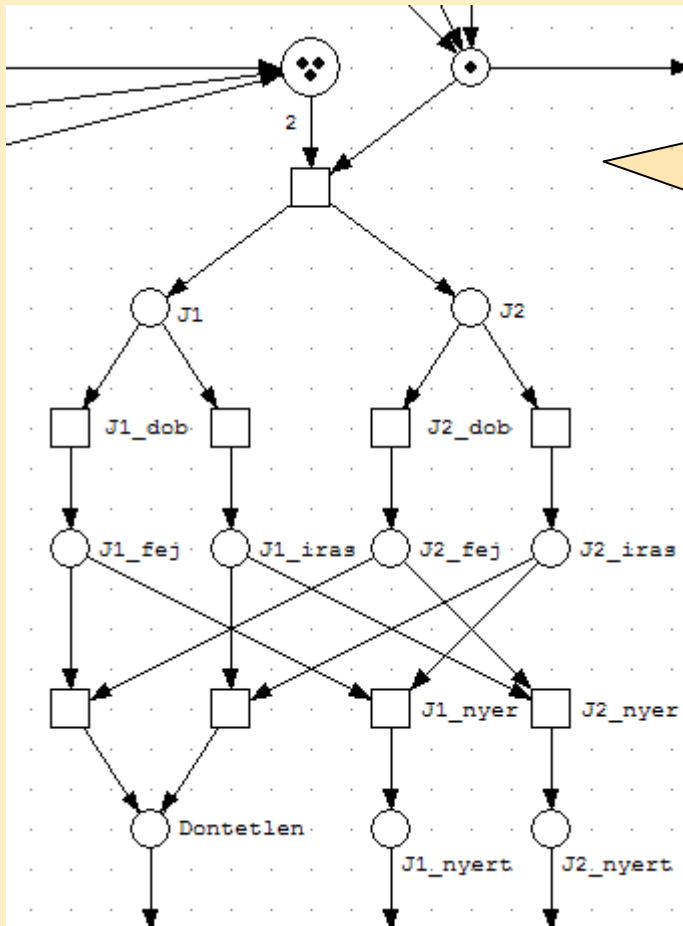 2
J1
J2
J1_dob
J2_dob
J1_fej
J1_iras
J2_fej
J2_iras
J1_nyer
J2_nyer
Dontetlen
J1_nyert
J2_nyert